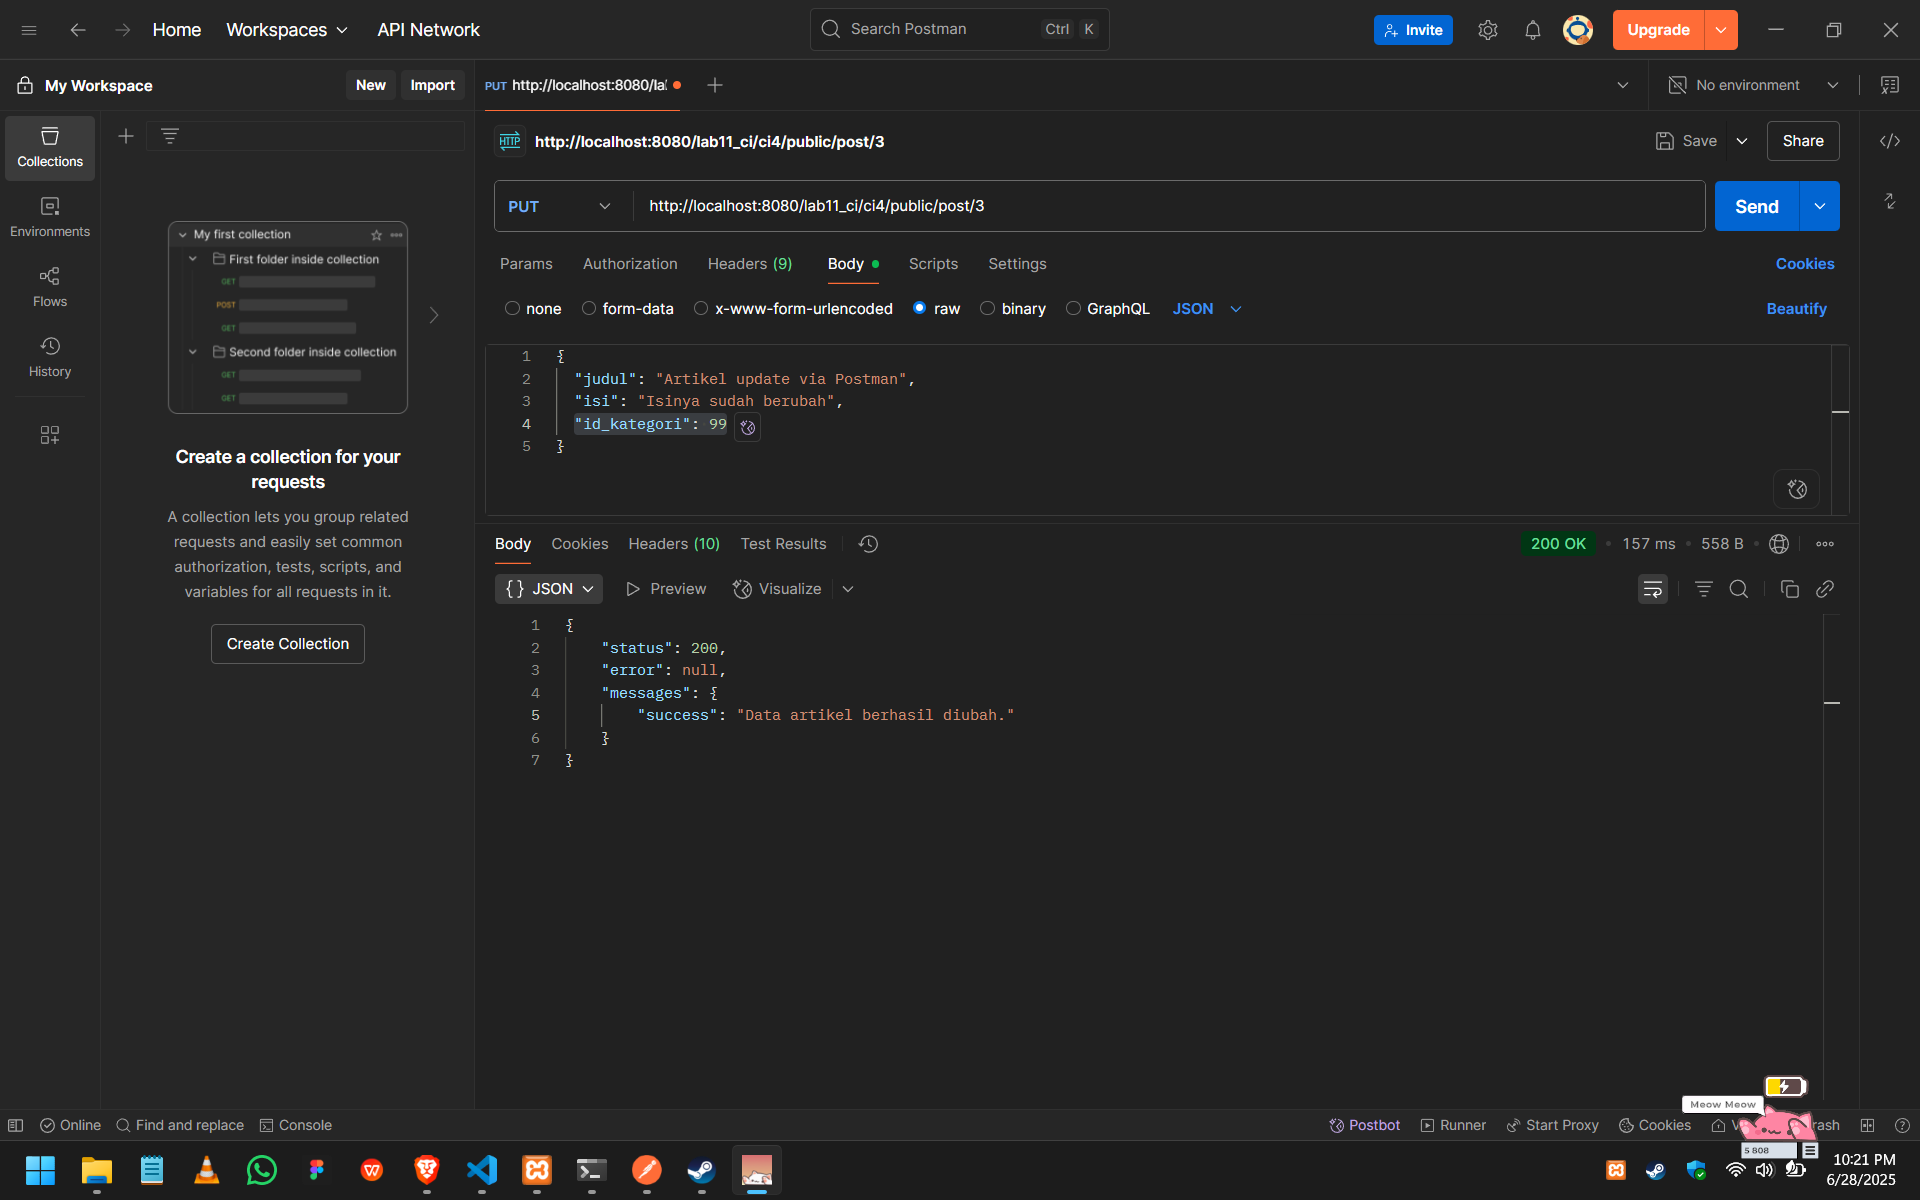 Home
Workspaces
API Network
Search Postman
Ctrl K
Invite
Upgrade
My Workspace
New
Import
PUT http://localhost:8080/la
No environment
Collections
Environments
Flows
History
My first collection
First folder inside collection
GET
POST
GET
Second folder inside collection
GET
GET
Create a collection for your
requests
A collection lets you group related
requests and easily set common
authorization, tests, scripts, and
variables for all requests in it.
Create Collection
HTTP http://localhost:8080/lab11_ci/ci4/public/post/3
Save
Share
PUT http://localhost:8080/lab11_ci/ci4/public/post/3
Send
Params Authorization Headers (9) Body Scripts Settings
Cookies
none form-data x-www-form-urlencoded raw binary GraphQL JSON
Beautify
1 {
2 "judul": "Artikel update via Postman",
3 "isi": "Isinya sudah berubah",
4 "id_kategori": 99
5 }
Body Cookies Headers (10) Test Results
200 OK 157 ms 558 B
{} JSON Preview Visualize
1 {
2 "status": 200,
3 "error": null,
4 "messages": {
5 "success": "Data artikel berhasil diubah."
6 }
7 }
Meow Meow
Online Find and replace Console
Postbot Runner Start Proxy Cookies V rash
5 808
10:21 PM
6/28/2025